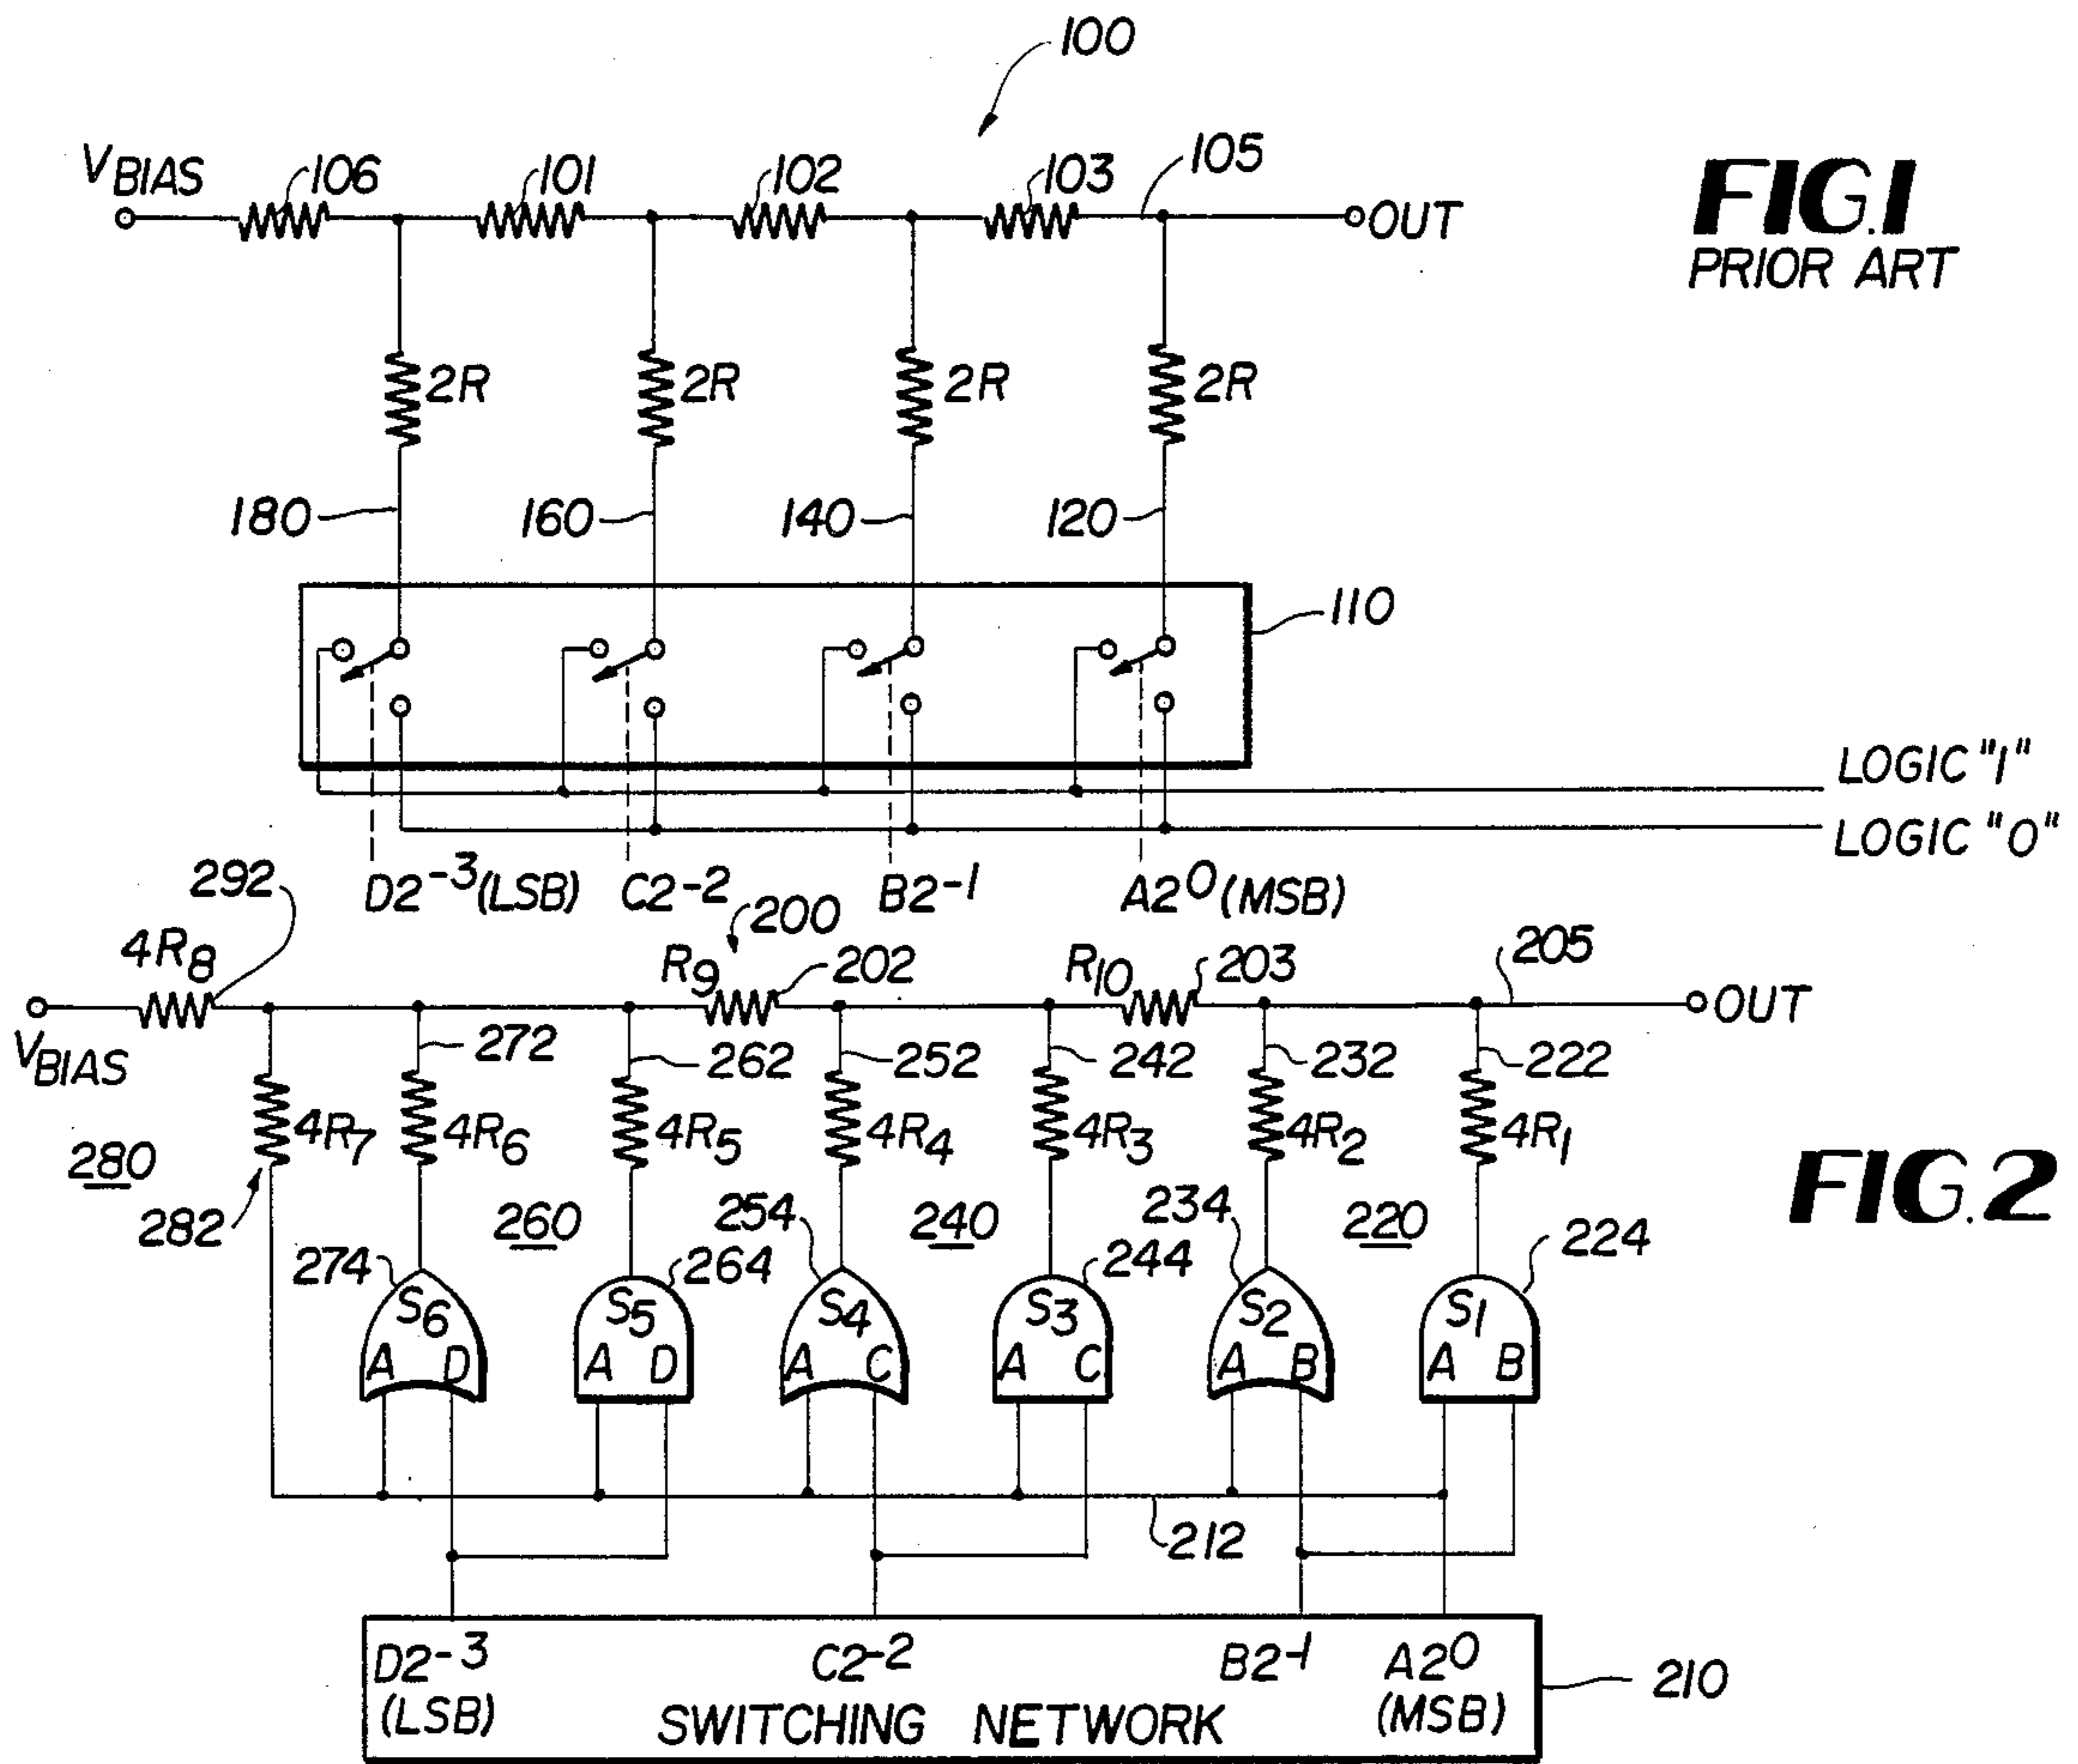 100
V BIAS
106
101
102
103
105
OUT
FIG.1
PRIOR ART
2R
2R
2R
2R
180
160
140
120
110
LOGIC "1"
LOGIC "0"
D2⁻³(LSB)
C2⁻²
B2⁻¹
A2⁰(MSB)
292
200
4R₈
R₉
202
R₁₀
203
205
OUT
V BIAS
272
262
252
242
232
222
4R₇
4R₆
4R₅
4R₄
4R₃
4R₂
4R₁
280
282
260
254
240
234
220
224
FIG.2
274
264
244
S₆
S₅
S₄
S₃
S₂
S₁
A D
A D
A C
A C
A B
A B
212
D2⁻³
C2⁻²
B2⁻¹
A2⁰
210
(LSB)
SWITCHING NETWORK
(MSB)